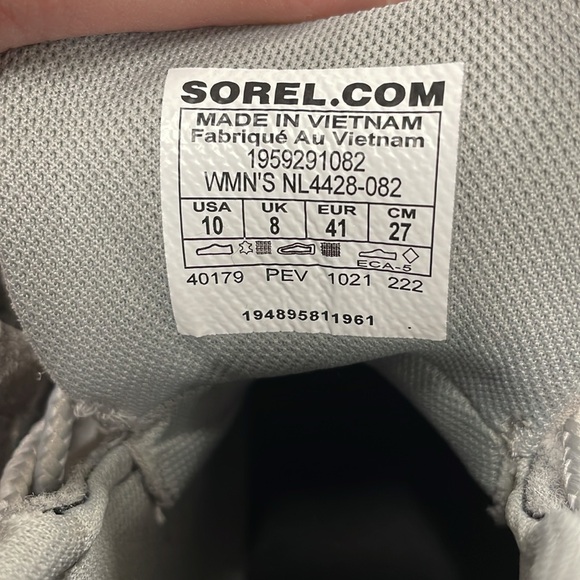 SOREL.COM
MADE IN VIETNAM
Fabriqué Au Vietnam
1959291082
WMN'S NL4428-082
USA UK EUR CM
10 8 41 27
ECA-5
40179 PEV 1021 222
194895811961